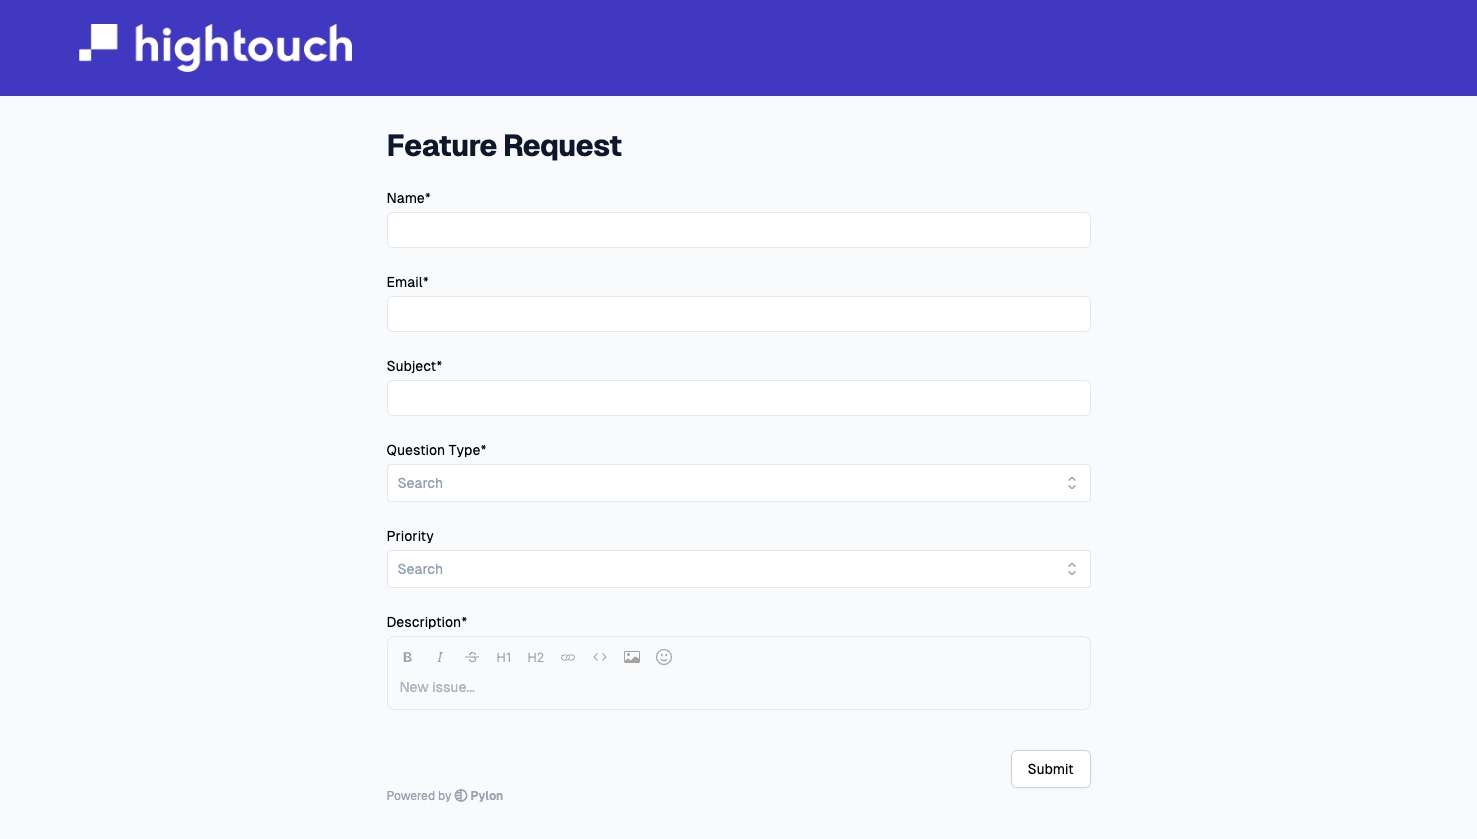 hightouch
Feature Request
Name*
Email*
Subject*
Question Type*
Search
Priority
Search
Description*
B I S H1 H2
New issue...
Submit
Powered by Pylon